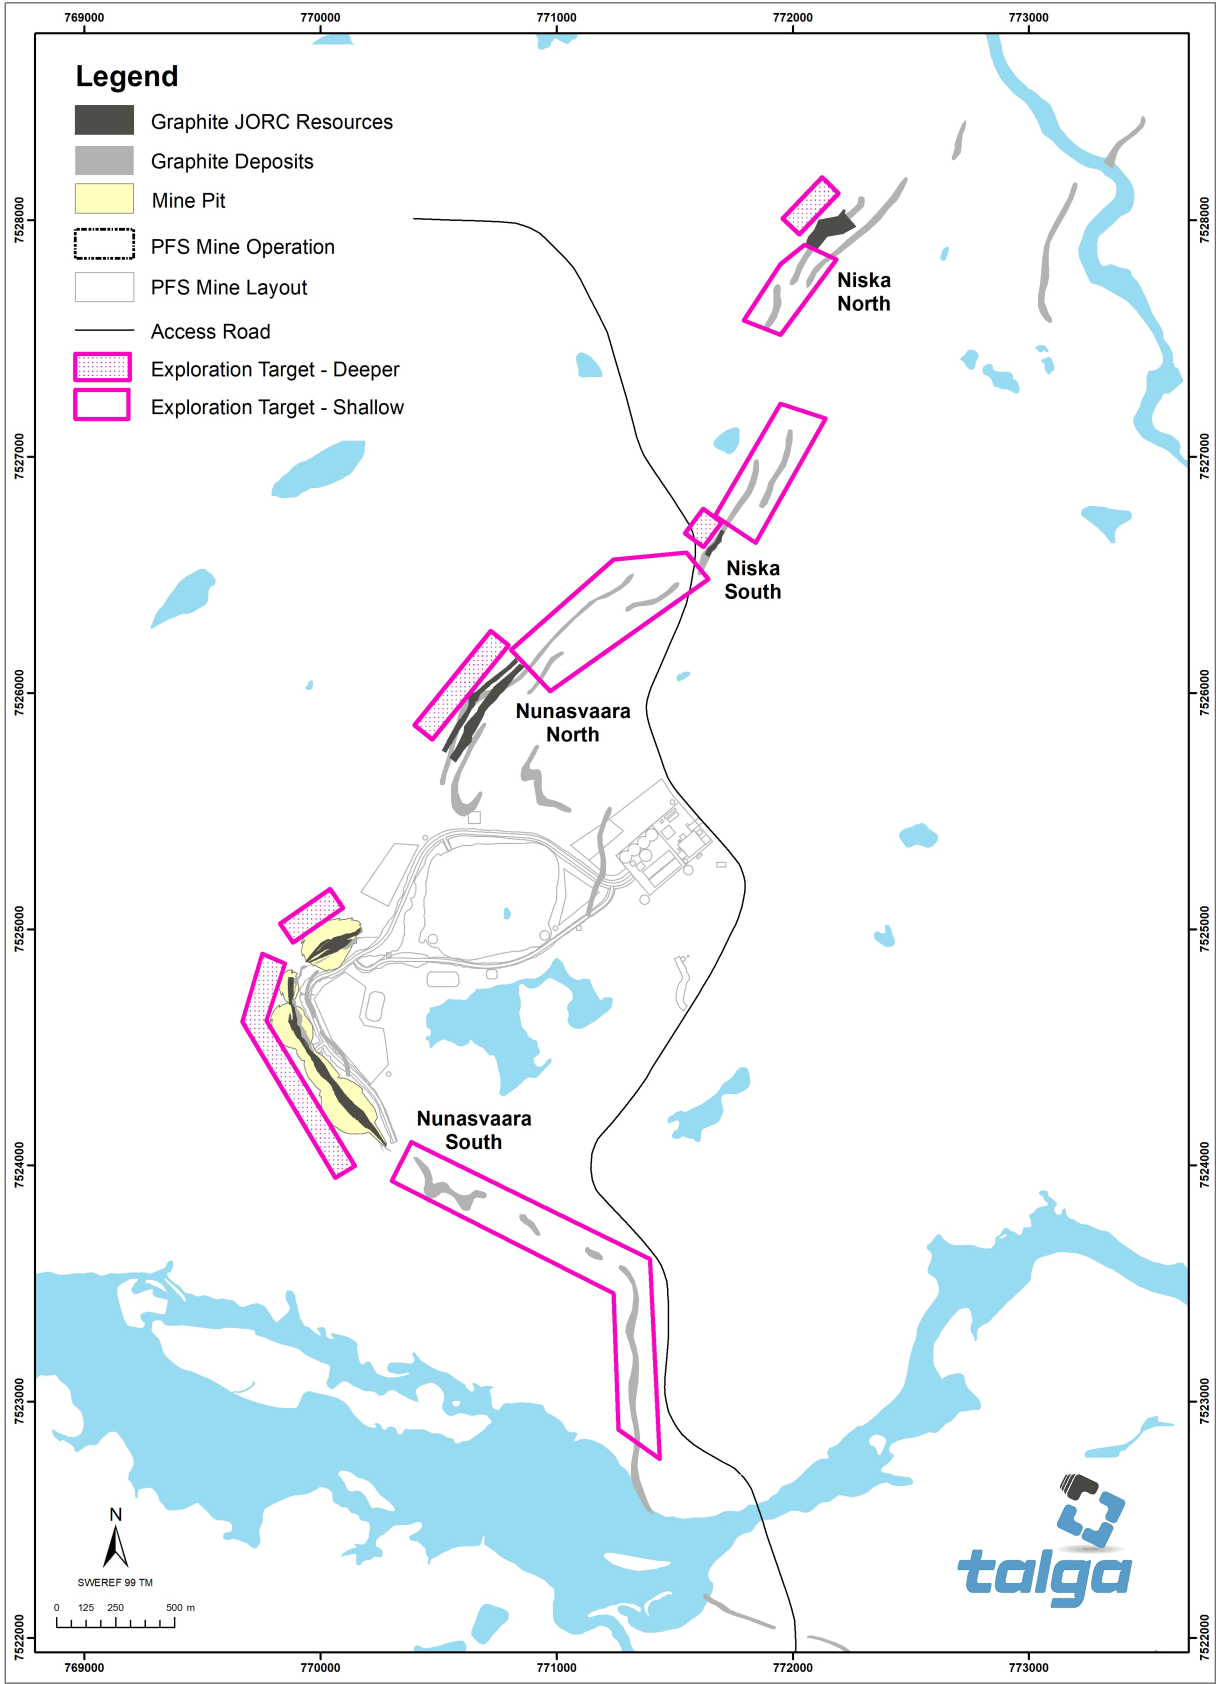 769000 770000 771000 772000 773000
Legend
Graphite JORC Resources
Graphite Deposits
Mine Pit
PFS Mine Operation
PFS Mine Layout
Access Road
Exploration Target - Deeper
Exploration Target - Shallow
7528000
7527000
7526000
7525000
7524000
7523000
7522000
7528000
7527000
7526000
7525000
7524000
7523000
7522000
Niska
North
Niska
South
Nunasvaara
North
Nunasvaara
South
N
SWEREF 99 TM
0 125 250 500 m
talga
769000 770000 771000 772000 773000